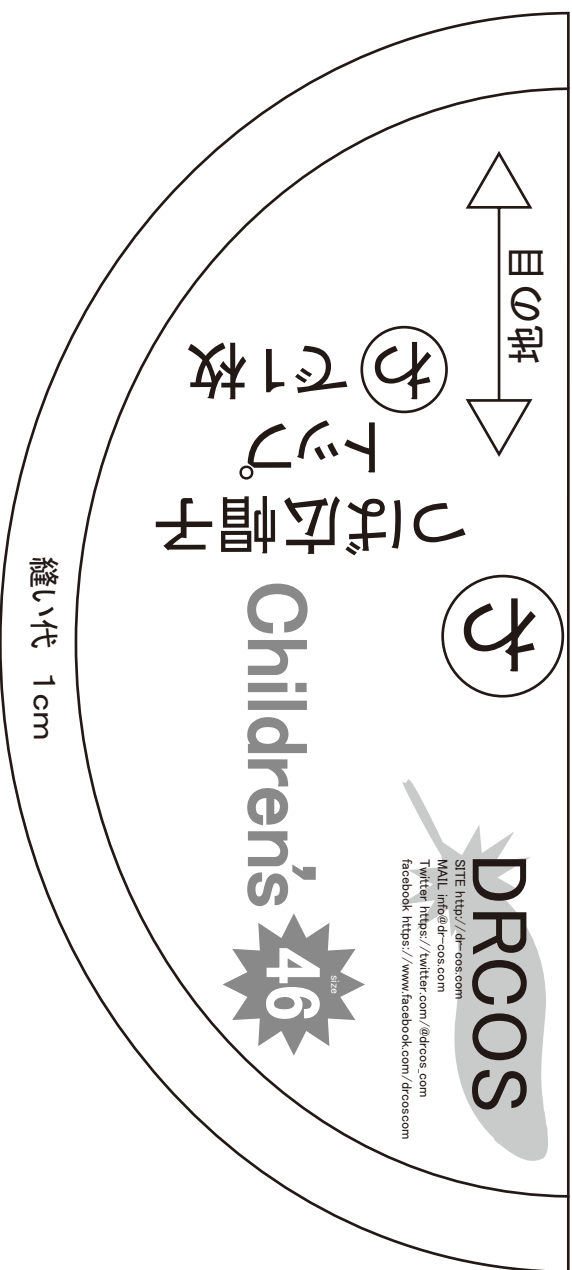 つば広帽子
トップ
わで1枚
地の目
わ
縫い代 1cm
Children's
size
46
DRCOS
SITE http://dr-cos.com
MAIL info@dr-cos.com
Twitter https://twitter.com/@drcos_com
facebook https://www.facebook.com/drcoscom